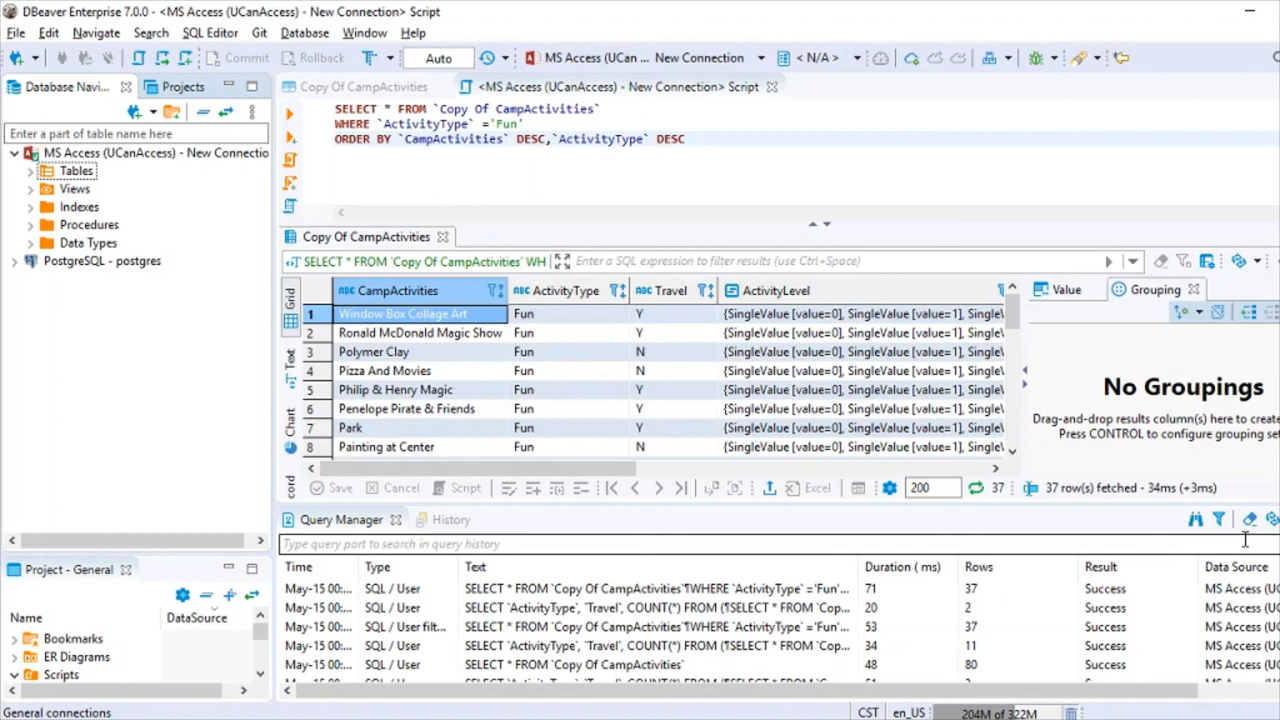 DBeaver Enterprise 7.0.0 - <MS Access (UCanAccess) - New Connection> Script
File Edit Navigate Search SQL Editor Git Database Window Help
Commit Rollback Auto MS Access (UCan ... New Connection < N/A >
Database Navi... Projects Copy Of CampActivities <MS Access (UCanAccess) - New Connection> Script
Enter a part of table name here
MS Access (UCanAccess) - New Connectio
Tables
Views
Indexes
Procedures
Data Types
PostgreSQL - postgres
SELECT * FROM `Copy Of CampActivities`
WHERE `ActivityType` ='Fun'
ORDER BY `CampActivities` DESC,`ActivityType` DESC
Copy Of CampActivities
SELECT * FROM `Copy Of CampActivities` WH Enter a SQL expression to filter results (use Ctrl+Space)
Grid
Text
Chart
cord
ABC CampActivities ABC ActivityType ABC Travel ActivityLevel
1 Window Box Collage Art Fun Y {SingleValue [value=0], SingleValue [value=1], Single
2 Ronald McDonald Magic Show Fun Y {SingleValue [value=0], SingleValue [value=1], Single
3 Polymer Clay Fun N {SingleValue [value=0], SingleValue [value=1], Single
4 Pizza And Movies Fun N {SingleValue [value=0], SingleValue [value=1], Single
5 Philip & Henry Magic Fun Y {SingleValue [value=0], SingleValue [value=1], Single
6 Penelope Pirate & Friends Fun Y {SingleValue [value=0], SingleValue [value=1], Single
7 Park Fun Y {SingleValue [value=0], SingleValue [value=1], Single
8 Painting at Center Fun N {SingleValue [value=0], SingleValue [value=1], Single
Value Grouping
No Groupings
Drag-and-drop results column(s) here to create
Press CONTROL to configure grouping se
Save Cancel Script Excel 200 37 37 row(s) fetched - 34ms (+3ms)
Query Manager History
Type query part to search in query history
Time Type Text Duration ( ms) Rows Result Data Source
May-15 00:... SQL / User SELECT * FROM `Copy Of CampActivities`¶WHERE `ActivityType` ='Fun'... 71 37 Success MS Access (U
May-15 00:... SQL / User SELECT `ActivityType`, `Travel`, COUNT(*) FROM (¶SELECT * FROM `Cop... 20 2 Success MS Access (U
May-15 00:... SQL / User filt... SELECT * FROM `Copy Of CampActivities`¶WHERE `ActivityType` ='Fun'... 53 37 Success MS Access (U
May-15 00:... SQL / User SELECT `ActivityType`, `Travel`, COUNT(*) FROM (¶SELECT * FROM `Cop... 34 11 Success MS Access (U
May-15 00:... SQL / User SELECT * FROM `Copy Of CampActivities` 48 80 Success MS Access (U
Project - General
Name DataSource
Bookmarks
ER Diagrams
Scripts
General connections CST en_US 204M of 322M